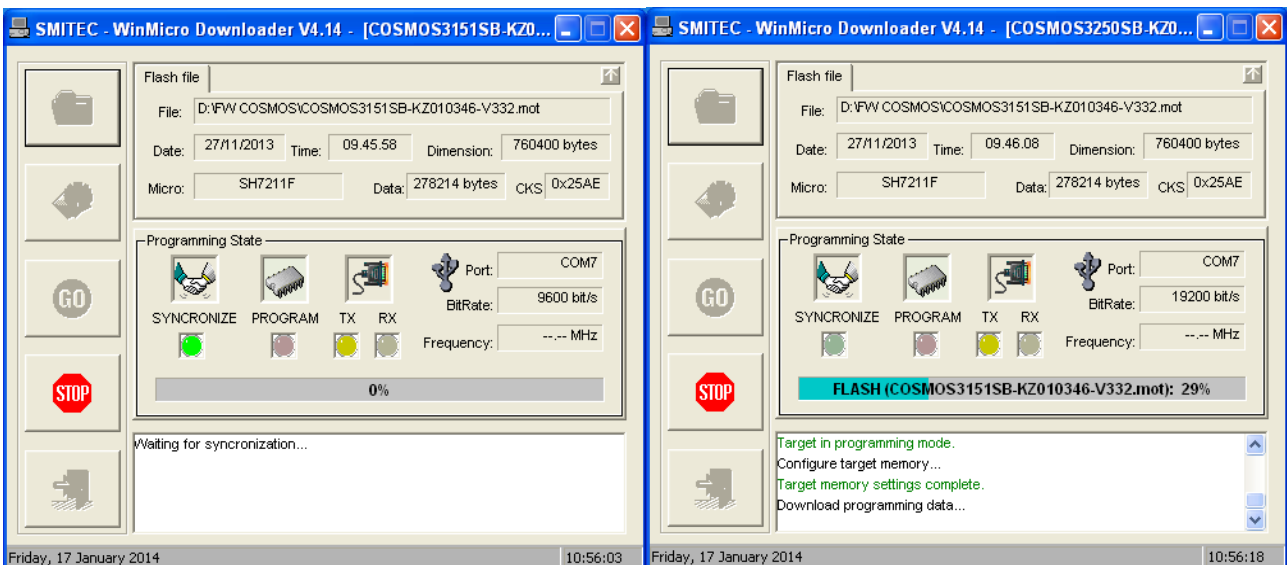 SMITEC - WinMicro Downloader V4.14 - [COSMOS3151SB-KZ0...
Flash file
File: D:\FW COSMOS\COSMOS3151SB-KZ010346-V332.mot
Date: 27/11/2013 Time: 09.45.58 Dimension: 760400 bytes
Micro: SH7211F Data: 278214 bytes CKS 0x25AE
Programming State
Port: COM7
GO
BitRate: 9600 bit/s
SYNCRONIZE PROGRAM TX RX
Frequency: --.-- MHz
STOP
0%
Waiting for syncronization...
Friday, 17 January 2014 10:56:03
SMITEC - WinMicro Downloader V4.14 - [COSMOS3250SB-KZ0...
Flash file
File: D:\FW COSMOS\COSMOS3151SB-KZ010346-V332.mot
Date: 27/11/2013 Time: 09.46.08 Dimension: 760400 bytes
Micro: SH7211F Data: 278214 bytes CKS 0x25AE
Programming State
Port: COM7
GO
BitRate: 19200 bit/s
SYNCRONIZE PROGRAM TX RX
Frequency: --.-- MHz
STOP
FLASH (COSMOS3151SB-KZ010346-V332.mot): 29%
Target in programming mode.
Configure target memory...
Target memory settings complete.
Download programming data...
Friday, 17 January 2014 10:56:18